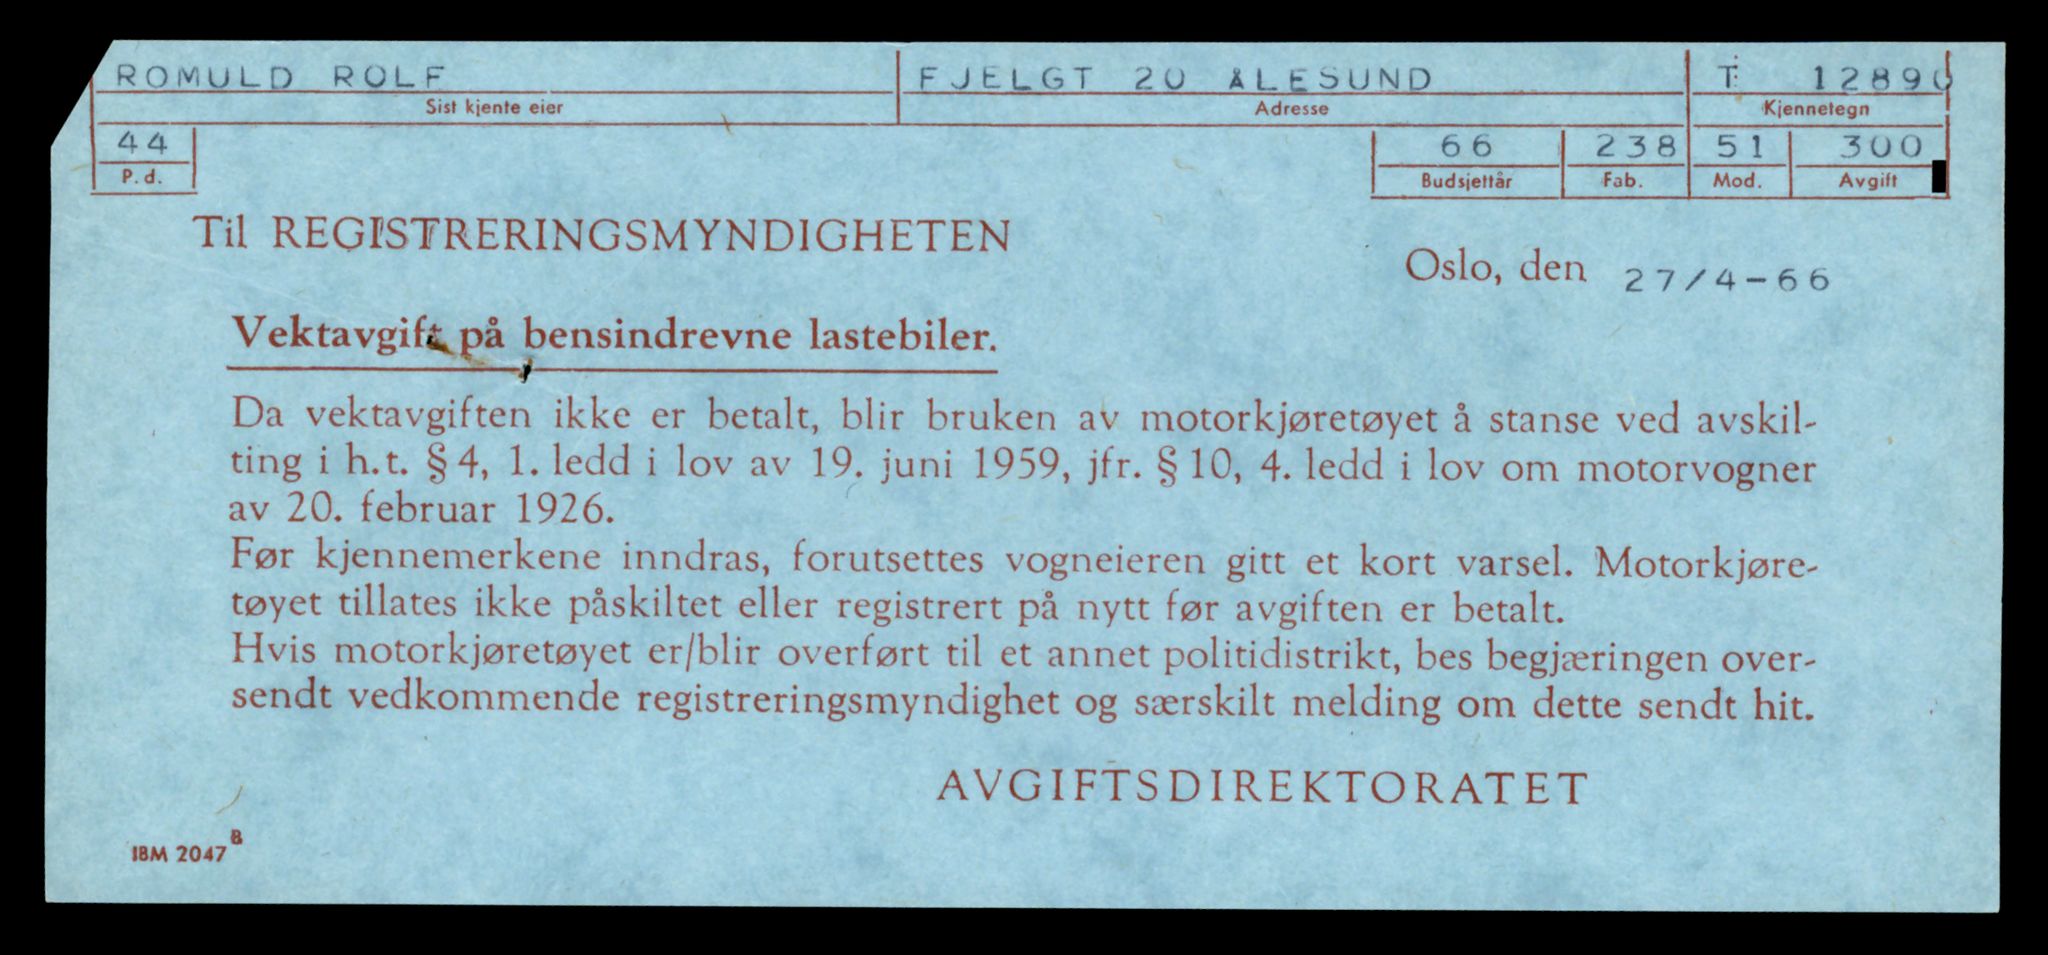 ROMULD ROLF FJELGT 20 ÅLESUND T 12890
Sist kjente eier Adresse Kjennetegn
44 66 238 51 300
P. d. Budsjettår Fab. Mod. Avgift
Til REGISTRERINGSMYNDIGHETEN
Oslo, den 27/4-66
Vektavgift på bensindrevne lastebiler.
Da vektavgiften ikke er betalt, blir bruken av motorkjøretøyet å stanse ved avskil-
ting i h.t. § 4, 1. ledd i lov av 19. juni 1959, jfr. § 10, 4. ledd i lov om motorvogner
av 20. februar 1926.
Før kjennemerkene inndras, forutsettes vogneieren gitt et kort varsel. Motorkjøre-
tøyet tillates ikke påskiltet eller registrert på nytt før avgiften er betalt.
Hvis motorkjøretøyet er/blir overført til et annet politidistrikt, bes begjæringen over-
sendt vedkommende registreringsmyndighet og særskilt melding om dette sendt hit.
AVGIFTSDIREKTORATET
IBM 2047 B